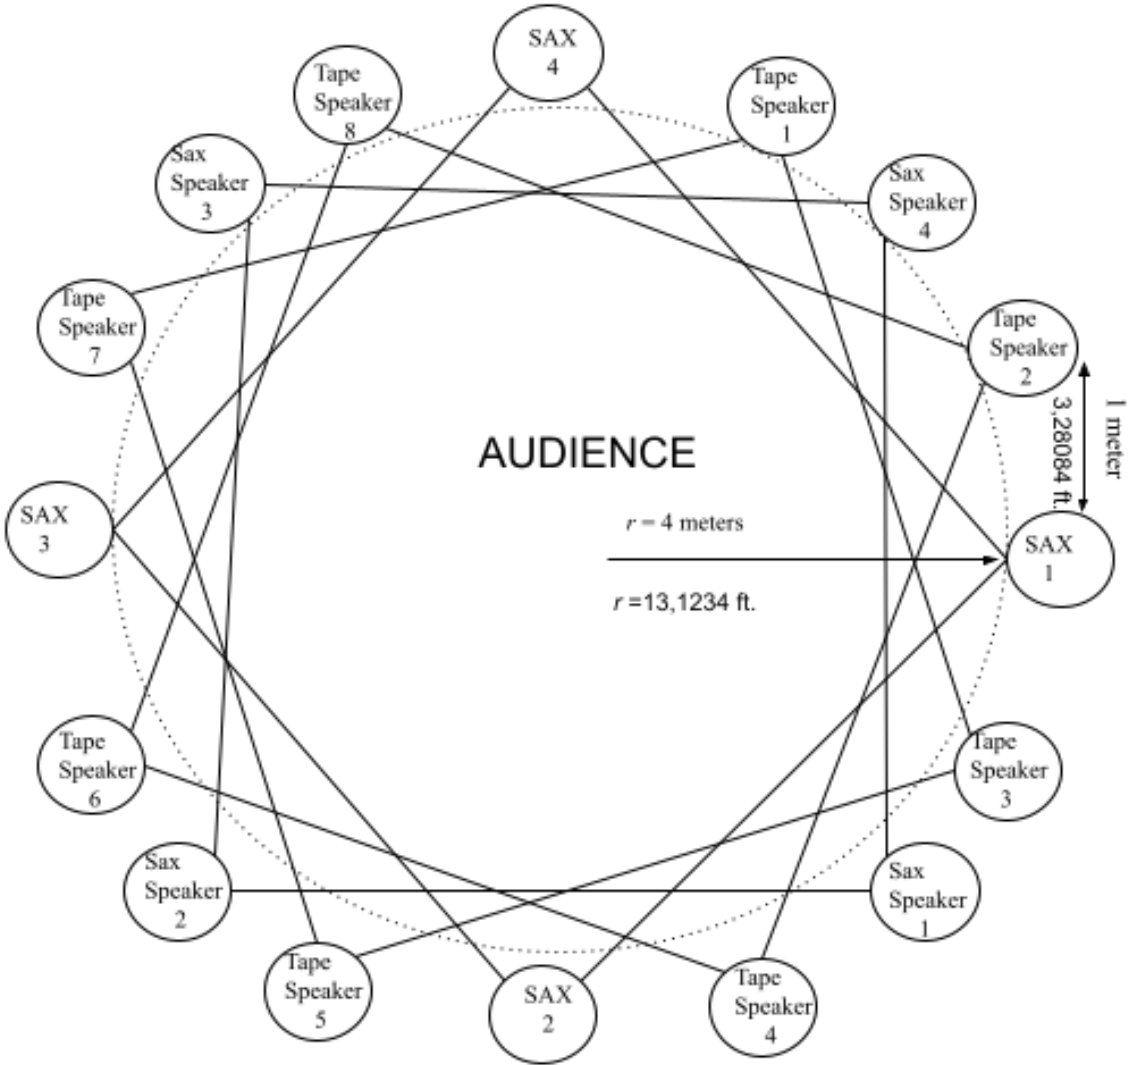 SAX
4
Tape
Speaker
8
Tape
Speaker
1
Sax
Speaker
3
Sax
Speaker
4
Tape
Speaker
7
Tape
Speaker
2
1 meter
3,28084 ft.
AUDIENCE
r = 4 meters
r =13,1234 ft.
SAX
3
SAX
1
Tape
Speaker
6
Tape
Speaker
3
Sax
Speaker
2
Sax
Speaker
1
Tape
Speaker
5
SAX
2
Tape
Speaker
4